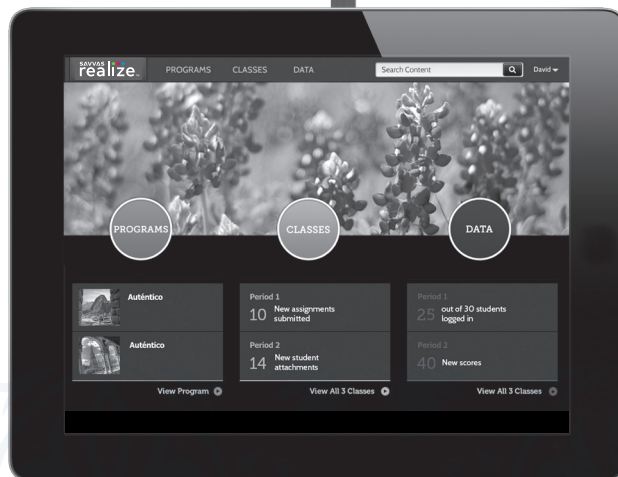 SAVVAS
realize™
PROGRAMS CLASSES DATA
Search Content
David
PROGRAMS
CLASSES
DATA
Auténtico
Auténtico
View Program
Period 1
10 New assignments
submitted
Period 2
14 New student
attachments
View All 3 Classes
Period 1
25 out of 30 students
logged in
Period 2
40 New scores
View All 3 Classes